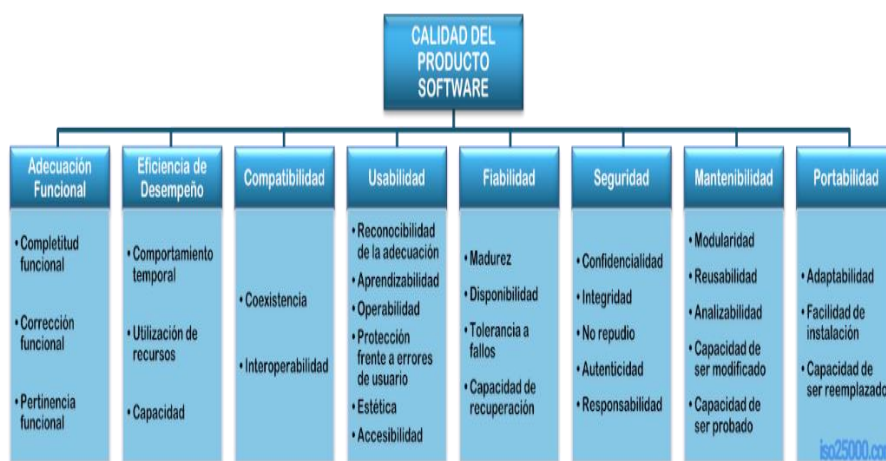 CALIDAD DEL
PRODUCTO
SOFTWARE
Adecuación
Funcional
• Completitud
funcional
• Corrección
funcional
• Pertinencia
funcional
Eficiencia de
Desempeño
• Comportamiento
temporal
• Utilización de
recursos
• Capacidad
Compatibilidad
• Coexistencia
• Interoperabilidad
Usabilidad
• Reconocibilidad
de la adecuación
• Aprendizabilidad
• Operabilidad
• Protección
frente a errores
de usuario
• Estética
• Accesibilidad
Fiabilidad
• Madurez
• Disponibilidad
• Tolerancia a
fallos
• Capacidad de
recuperación
Seguridad
• Confidencialidad
• Integridad
• No repudio
• Autenticidad
• Responsabilidad
Mantenibilidad
• Modularidad
• Reusabilidad
• Analizabilidad
• Capacidad de
ser modificado
• Capacidad de
ser probado
Portabilidad
• Adaptabilidad
• Facilidad de
instalación
• Capacidad de
ser reemplazado
iso25000.co